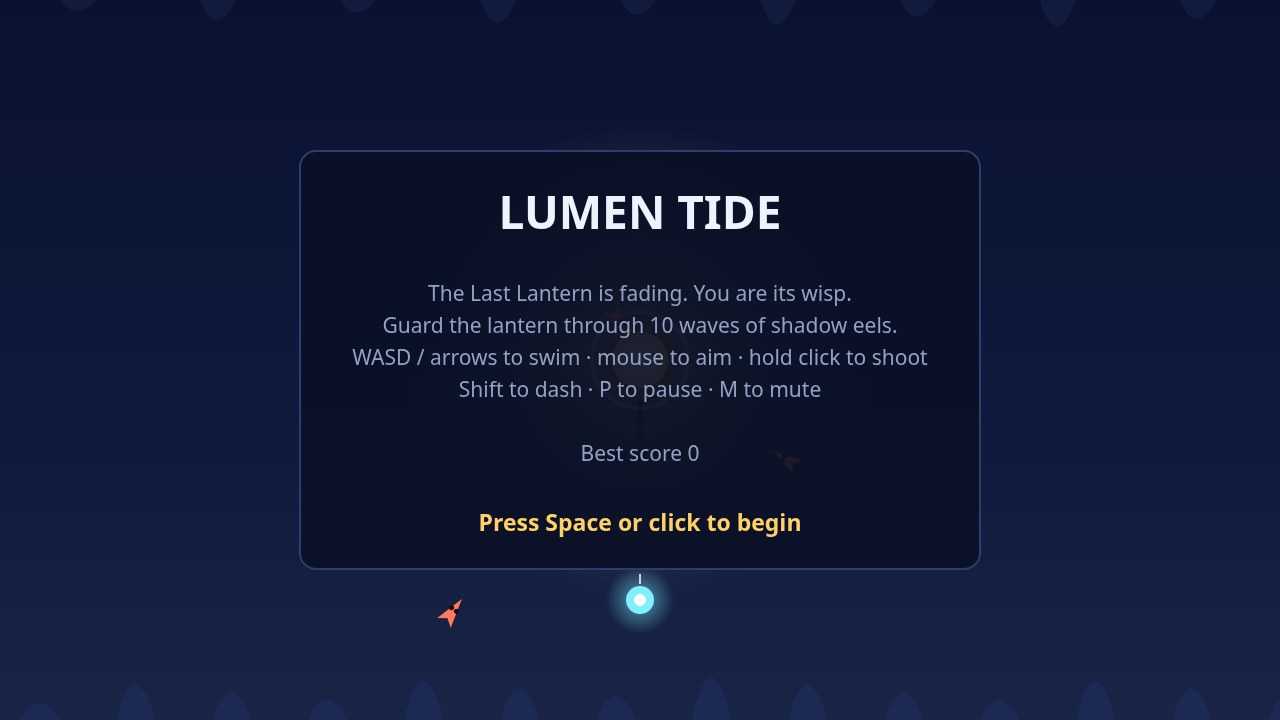 LUMEN TIDE
The Last Lantern is fading. You are its wisp.
Guard the lantern through 10 waves of shadow eels.
WASD / arrows to swim · mouse to aim · hold click to shoot
Shift to dash · P to pause · M to mute
Best score 0
Press Space or click to begin